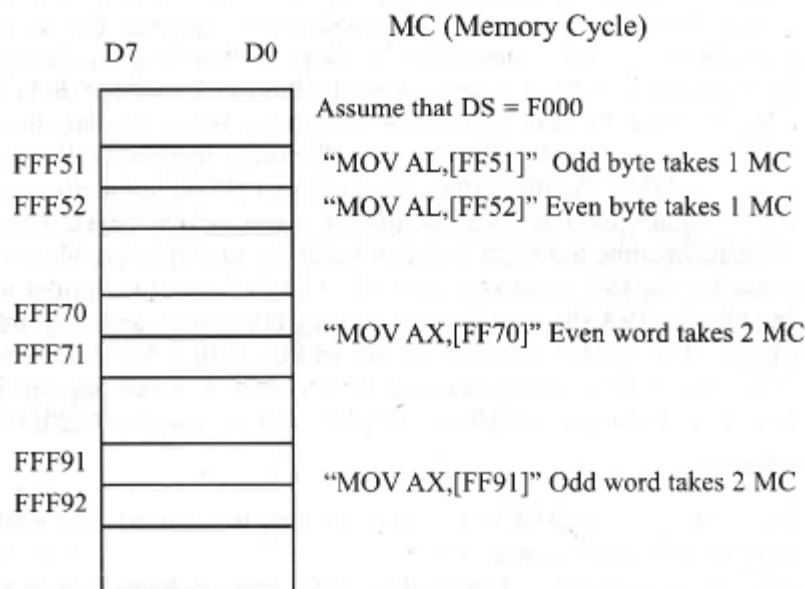 MC (Memory Cycle)
D7 D0
Assume that DS = F000
FFF51 “MOV AL,[FF51]” Odd byte takes 1 MC
FFF52 “MOV AL,[FF52]” Even byte takes 1 MC
FFF70
“MOV AX,[FF70]” Even word takes 2 MC
FFF71
FFF91
“MOV AX,[FF91]” Odd word takes 2 MC
FFF92